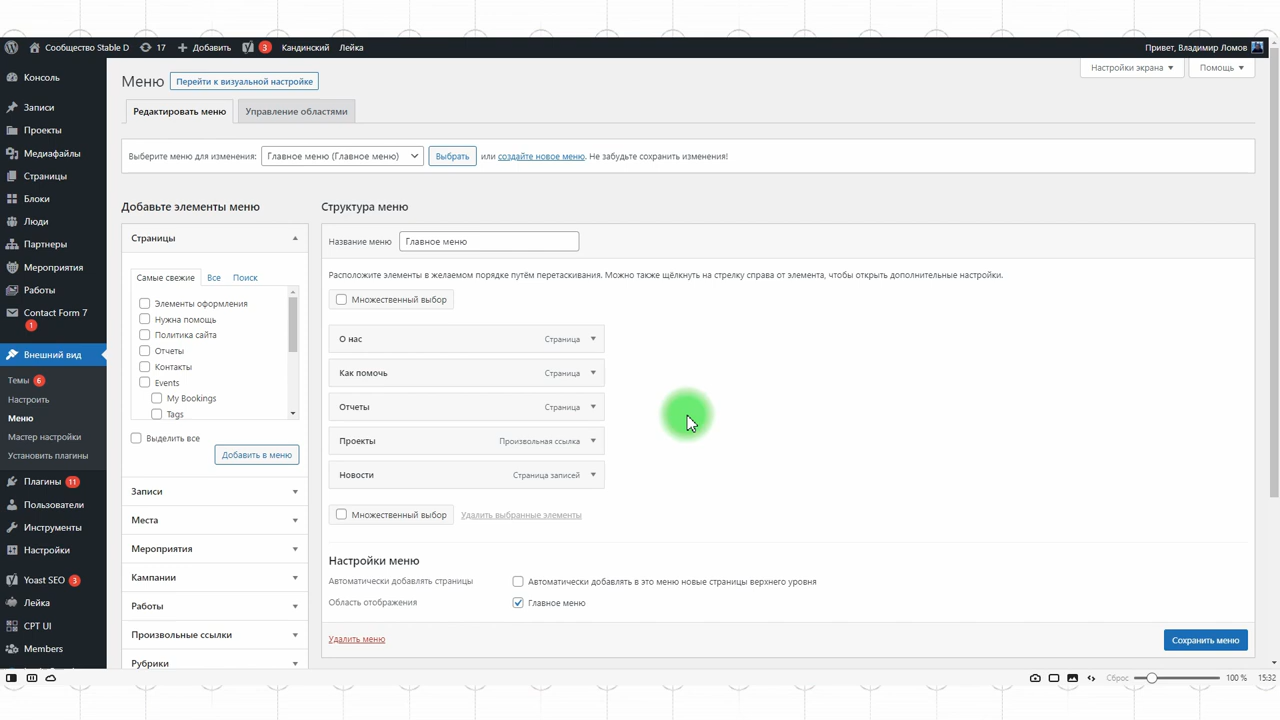 Сообщество Stable D 17 Добавить 3 Кандинский Лейка Привет, Владимир Ломов
Консоль
Записи
Проекты
Медиафайлы
Страницы
Блоки
Люди
Партнеры
Мероприятия
Работы
Contact Form 7
1
Внешний вид
Темы 6
Настроить
Меню
Мастер настройки
Установить плагины
Плагины 11
Пользователи
Инструменты
Настройки
Yoast SEO 3
Лейка
CPT UI
Members
Настройки экрана Помощь
Меню Перейти к визуальной настройке
Редактировать меню Управление областями
Выберите меню для изменения: Главное меню (Главное меню) Выбрать или создайте новое меню. Не забудьте сохранить изменения!
Добавьте элементы меню
Страницы
Самые свежие Все Поиск
Элементы оформления
Нужна помощь
Политика сайта
Отчеты
Контакты
Events
My Bookings
Tags
Выделить все
Добавить в меню
Записи
Места
Мероприятия
Кампании
Работы
Произвольные ссылки
Рубрики
Структура меню
Название меню Главное меню
Расположите элементы в желаемом порядке путём перетаскивания. Можно также щёлкнуть на стрелку справа от элемента, чтобы открыть дополнительные настройки.
Множественный выбор
О нас Страница
Как помочь Страница
Отчеты Страница
Проекты Произвольная ссылка
Новости Страница записей
Множественный выбор Удалить выбранные элементы
Настройки меню
Автоматически добавлять страницы Автоматически добавлять в это меню новые страницы верхнего уровня
Область отображения Главное меню
Удалить меню Сохранить меню
Сброс 100 % 15:32